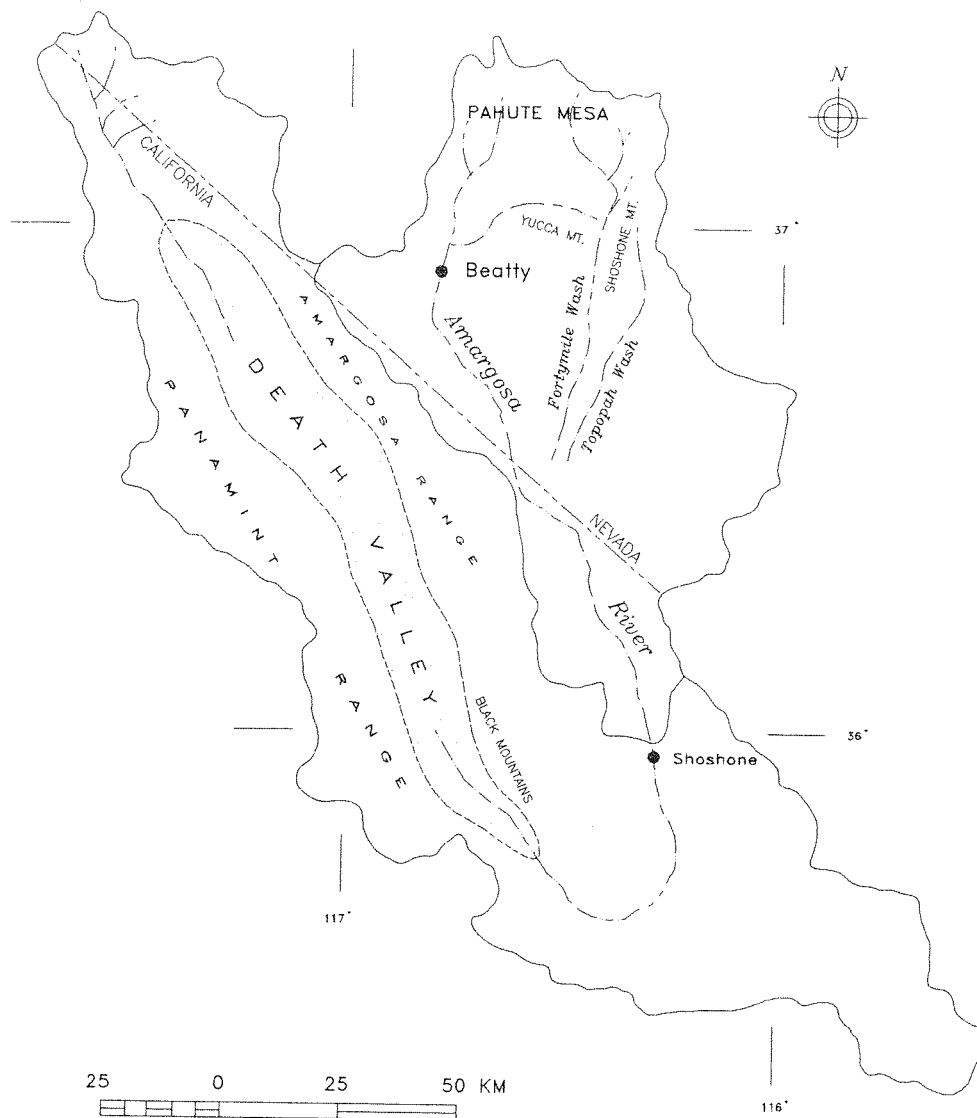 N
PAHUTE MESA
CALIFORNIA
YUCCA MT.
SHOSHONE MT.
37°
Beatty
AMARGOSA RANGE
Amargosa
Fortymile Wash
Topopah Wash
DEATH VALLEY
PANAMINT
RANGE
NEVADA
River
BLACK MOUNTAINS
36°
Shoshone
117°
25 0 25 50 KM
116°